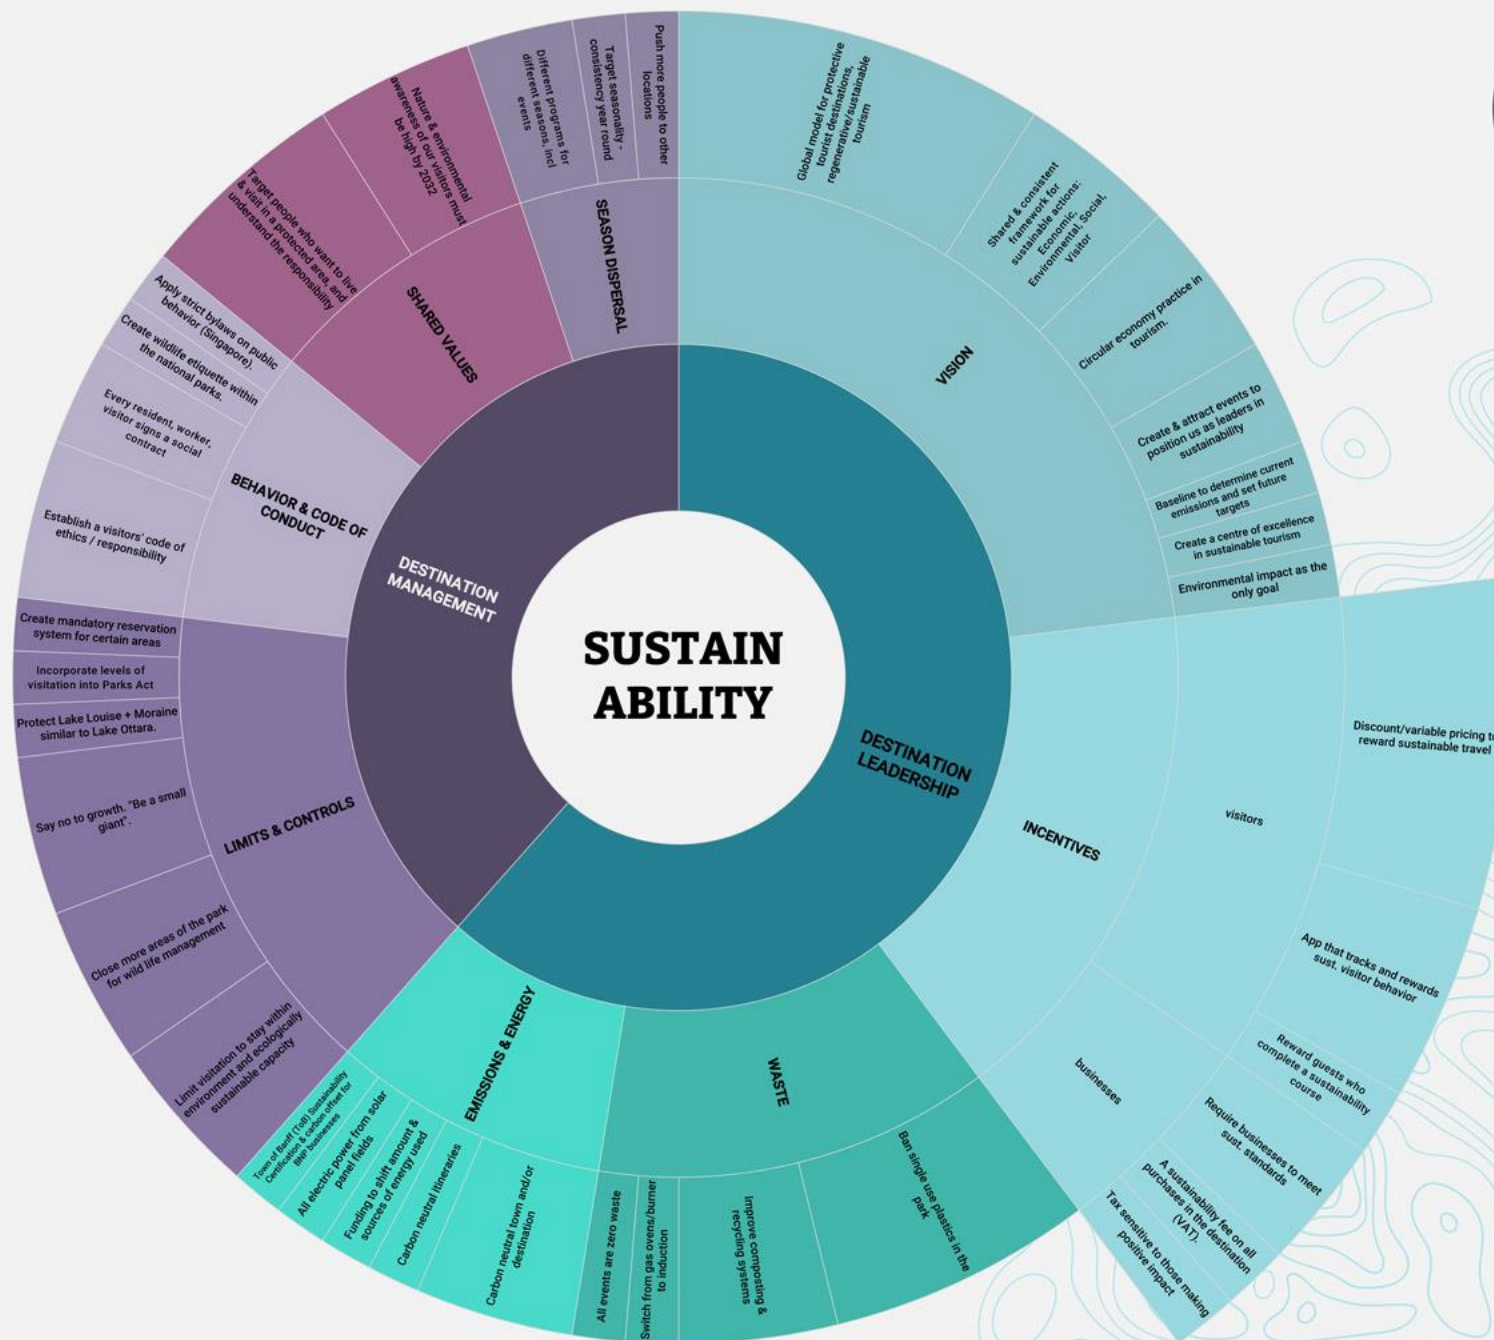 SUSTAIN
ABILITY
DESTINATION
LEADERSHIP
VISION
Global model for protective
tourist destinations,
regenerative/sustainable
tourism
Shared & consistent
framework for
sustainable actions:
Economic,
Environmental, Social,
Visitor
Circular economy practice in
tourism.
Create & attract events to
position us as leaders in
sustainability
Baseline to determine current
emissions and set future
targets
Create a centre of excellence
in sustainable tourism
Environmental impact as the
only goal
INCENTIVES
visitors
Discount/variable pricing to
reward sustainable travel
App that tracks and rewards
sust. visitor behavior
Reward guests who
complete a sustainability
course
businesses
Require businesses to meet
sust. standards
A sustainability fee on all
purchases in the destination
(VAT).
Tax sensitive to those making
positive impact
WASTE
Ban single use plastics in the
park
Improve composting &
recycling systems
Switch from gas ovens/burner
to induction
All events are zero waste
EMISSIONS & ENERGY
Carbon neutral town and/or
destination
Carbon neutral itineraries
Funding to shift amount &
sources of energy used
All electric power from solar
panel fields
Town of Banff (ToB) Sustainability
Certification & carbon offset for
BNP businesses
DESTINATION
MANAGEMENT
LIMITS & CONTROLS
Limit visitation to stay within
environment and ecologically
sustainable capacity
Close more areas of the park
for wild life management
Say no to growth. "Be a small
giant".
Protect Lake Louise + Moraine
similar to Lake Ottara.
Incorporate levels of
visitation into Parks Act
Create mandatory reservation
system for certain areas
BEHAVIOR & CODE OF
CONDUCT
Establish a visitors' code of
ethics / responsibility
Every resident, worker,
visitor signs a social
contract
Create wildlife etiquette within
the national parks.
Apply strict bylaws on public
behavior (Singapore).
SHARED VALUES
Target people who want to live
& visit in a protected area, and
understand the responsibility
Nature & environmental
awareness of our visitors must
be high by 2032
SEASON DISPERSAL
Different programs for
different seasons, incl
events
Target seasonality -
consistency year round
Push more people to other
locations